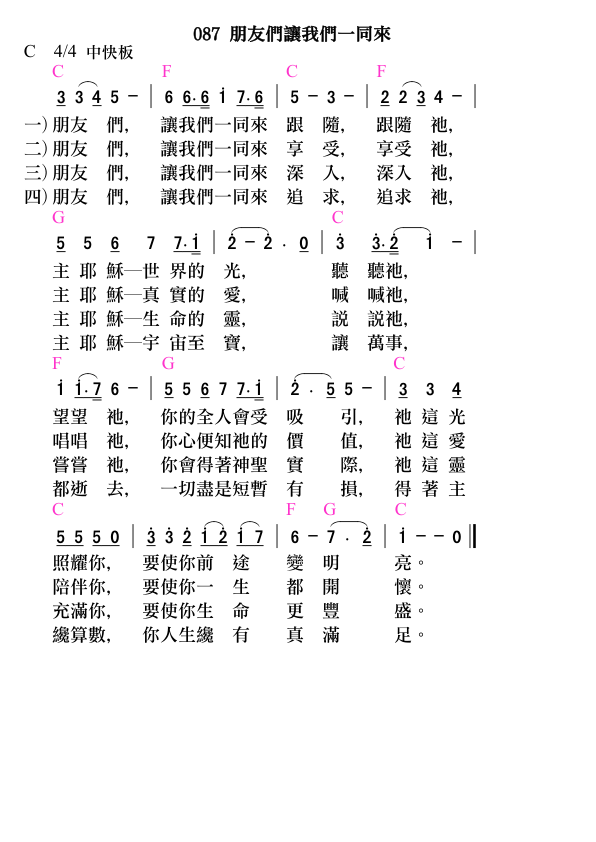 087 朋友們讓我們一同來
C 4/4 中快板
C F C F
3 3 4 5 – | 6 6·6 1 7·6 | 5 – 3 – | 2 2 3 4 – |
一)朋友 們, 讓我們一同來 跟 隨, 跟隨 祂,
二)朋友 們, 讓我們一同來 享 受, 享受 祂,
三)朋友 們, 讓我們一同來 深 入, 深入 祂,
四)朋友 們, 讓我們一同來 追 求, 追求 祂,
G C
5 5 6 7 7·1 | 2 – 2 · 0 | 3 3·2 1 – |
主 耶 穌─世 界的 光, 聽 聽祂,
主 耶 穌─真 實的 愛, 喊 喊祂,
主 耶 穌─生 命的 靈, 説 説祂,
主 耶 穌─宇 宙至 寶, 讓 萬事,
F G C
1 1·7 6 – | 5 5 6 7 7·1 | 2 · 5 5 – | 3 3 4
望望 祂, 你的全人會受 吸 引, 祂 這 光
唱唱 祂, 你心便知祂的 價 值, 祂 這 愛
嘗嘗 祂, 你會得著神聖 實 際, 祂 這 靈
都逝 去, 一切盡是短暫 有 損, 得 著 主
C F G C
5 5 5 0 | 3 3 2 1 2 1 7 | 6 – 7 · 2 | 1 – – 0 ‖
照耀你, 要使你前 途 變 明 亮。
陪伴你, 要使你一 生 都 開 懷。
充滿你, 要使你生 命 更 豐 盛。
纔算數, 你人生纔 有 真 滿 足。